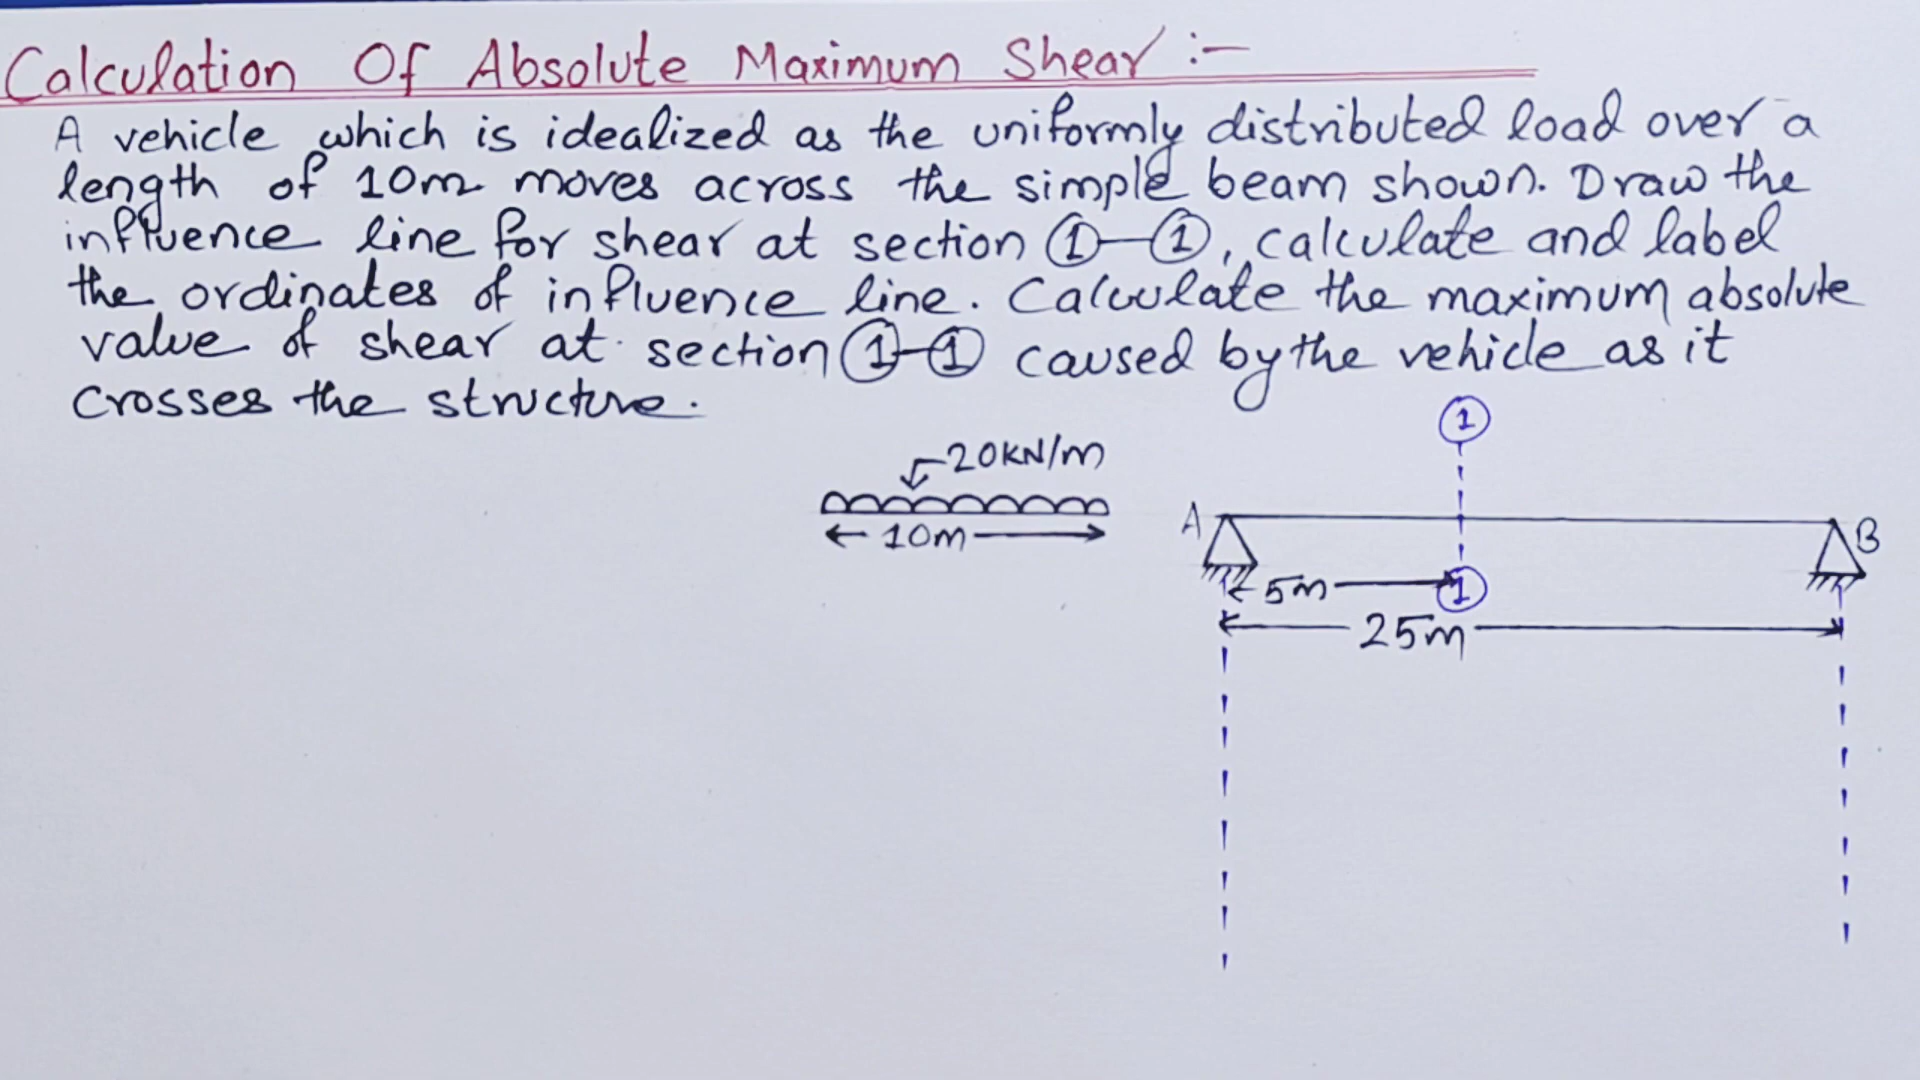 Calculation Of Absolute Maximum Shear :-
A vehicle which is idealized as the uniformly distributed load over a
length of 10m moves across the simple beam shown. Draw the
influence line for shear at section ①—①, calculate and label
the ordinates of influence line. Calculate the maximum absolute
value of shear at section ①-① caused by the vehicle as it
crosses the structure.
①
20KN/m
10m
A
B
5m
①
25m